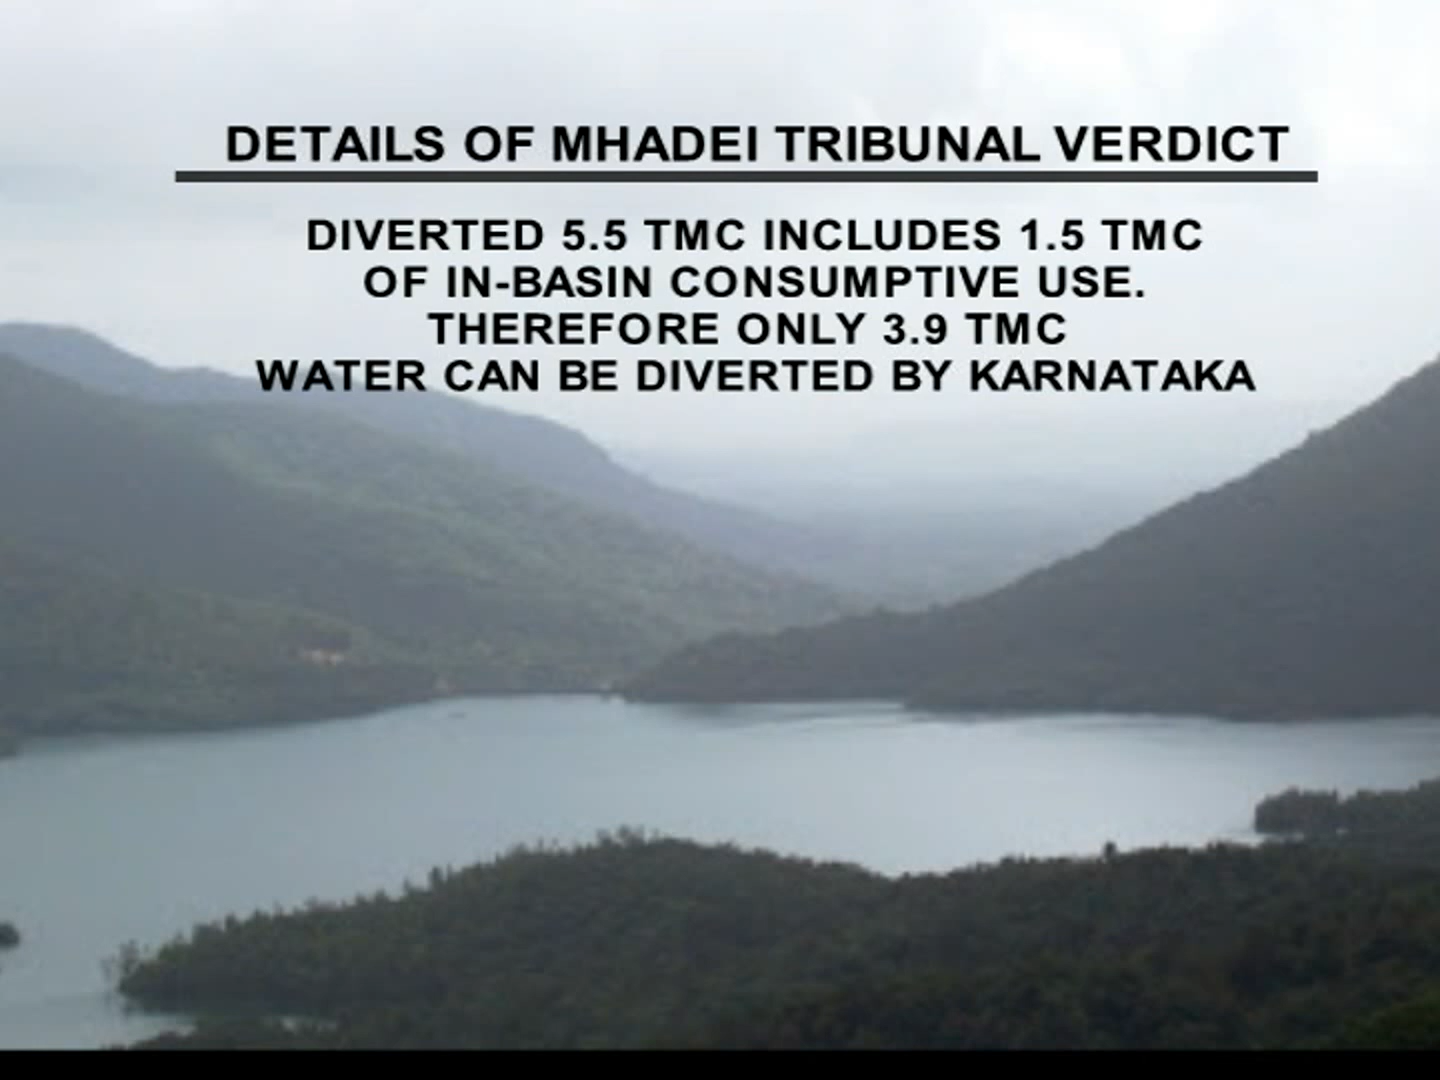 DETAILS OF MHADEI TRIBUNAL VERDICT
DIVERTED 5.5 TMC INCLUDES 1.5 TMC
OF IN-BASIN CONSUMPTIVE USE.
THEREFORE ONLY 3.9 TMC
WATER CAN BE DIVERTED BY KARNATAKA